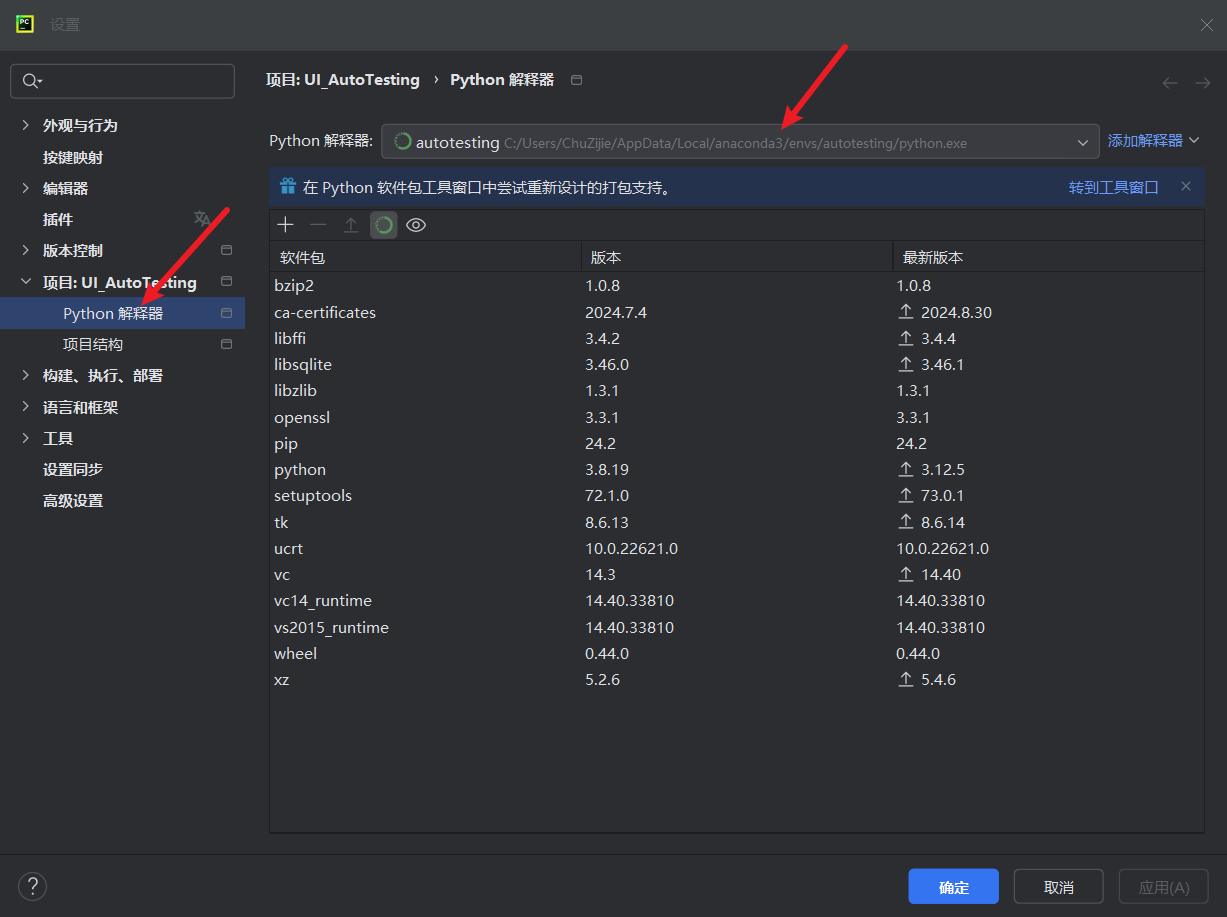 PC
设置
项目: UI_AutoTesting › Python 解释器
外观与行为
按键映射
编辑器
插件
版本控制
项目: UI_AutoTesting
Python 解释器
项目结构
构建、执行、部署
语言和框架
工具
设置同步
高级设置
Python 解释器: autotesting C:/Users/ChuZijie/AppData/Local/anaconda3/envs/autotesting/python.exe 添加解释器
在 Python 软件包工具窗口中尝试重新设计的打包支持。 转到工具窗口
软件包 版本 最新版本
bzip2 1.0.8 1.0.8
ca-certificates 2024.7.4 2024.8.30
libffi 3.4.2 3.4.4
libsqlite 3.46.0 3.46.1
libzlib 1.3.1 1.3.1
openssl 3.3.1 3.3.1
pip 24.2 24.2
python 3.8.19 3.12.5
setuptools 72.1.0 73.0.1
tk 8.6.13 8.6.14
ucrt 10.0.22621.0 10.0.22621.0
vc 14.3 14.40
vc14_runtime 14.40.33810 14.40.33810
vs2015_runtime 14.40.33810 14.40.33810
wheel 0.44.0 0.44.0
xz 5.2.6 5.4.6
? 确定 取消 应用(A)